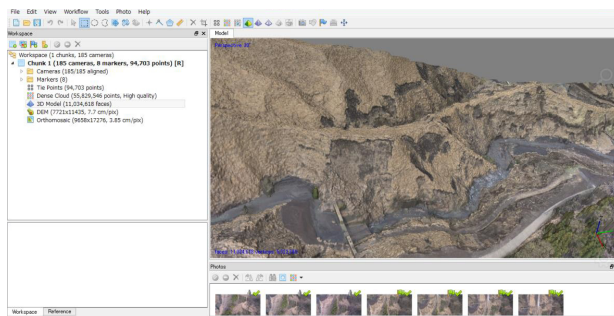 File Edit View Workflow Tools Photo Help
Workspace
Model
Perspective 30°
Workspace (1 chunks, 185 cameras)
Chunk 1 (185 cameras, 8 markers, 94,703 points) [R]
Cameras (185/185 aligned)
Markers (8)
Tie Points (94,703 points)
Dense Cloud (55,829,546 points, High quality)
3D Model (11,034,618 faces)
DEM (7721x11435, 7.7 cm/pix)
Orthomosaic (9658x17276, 3.85 cm/pix)
Photos
Workspace Reference